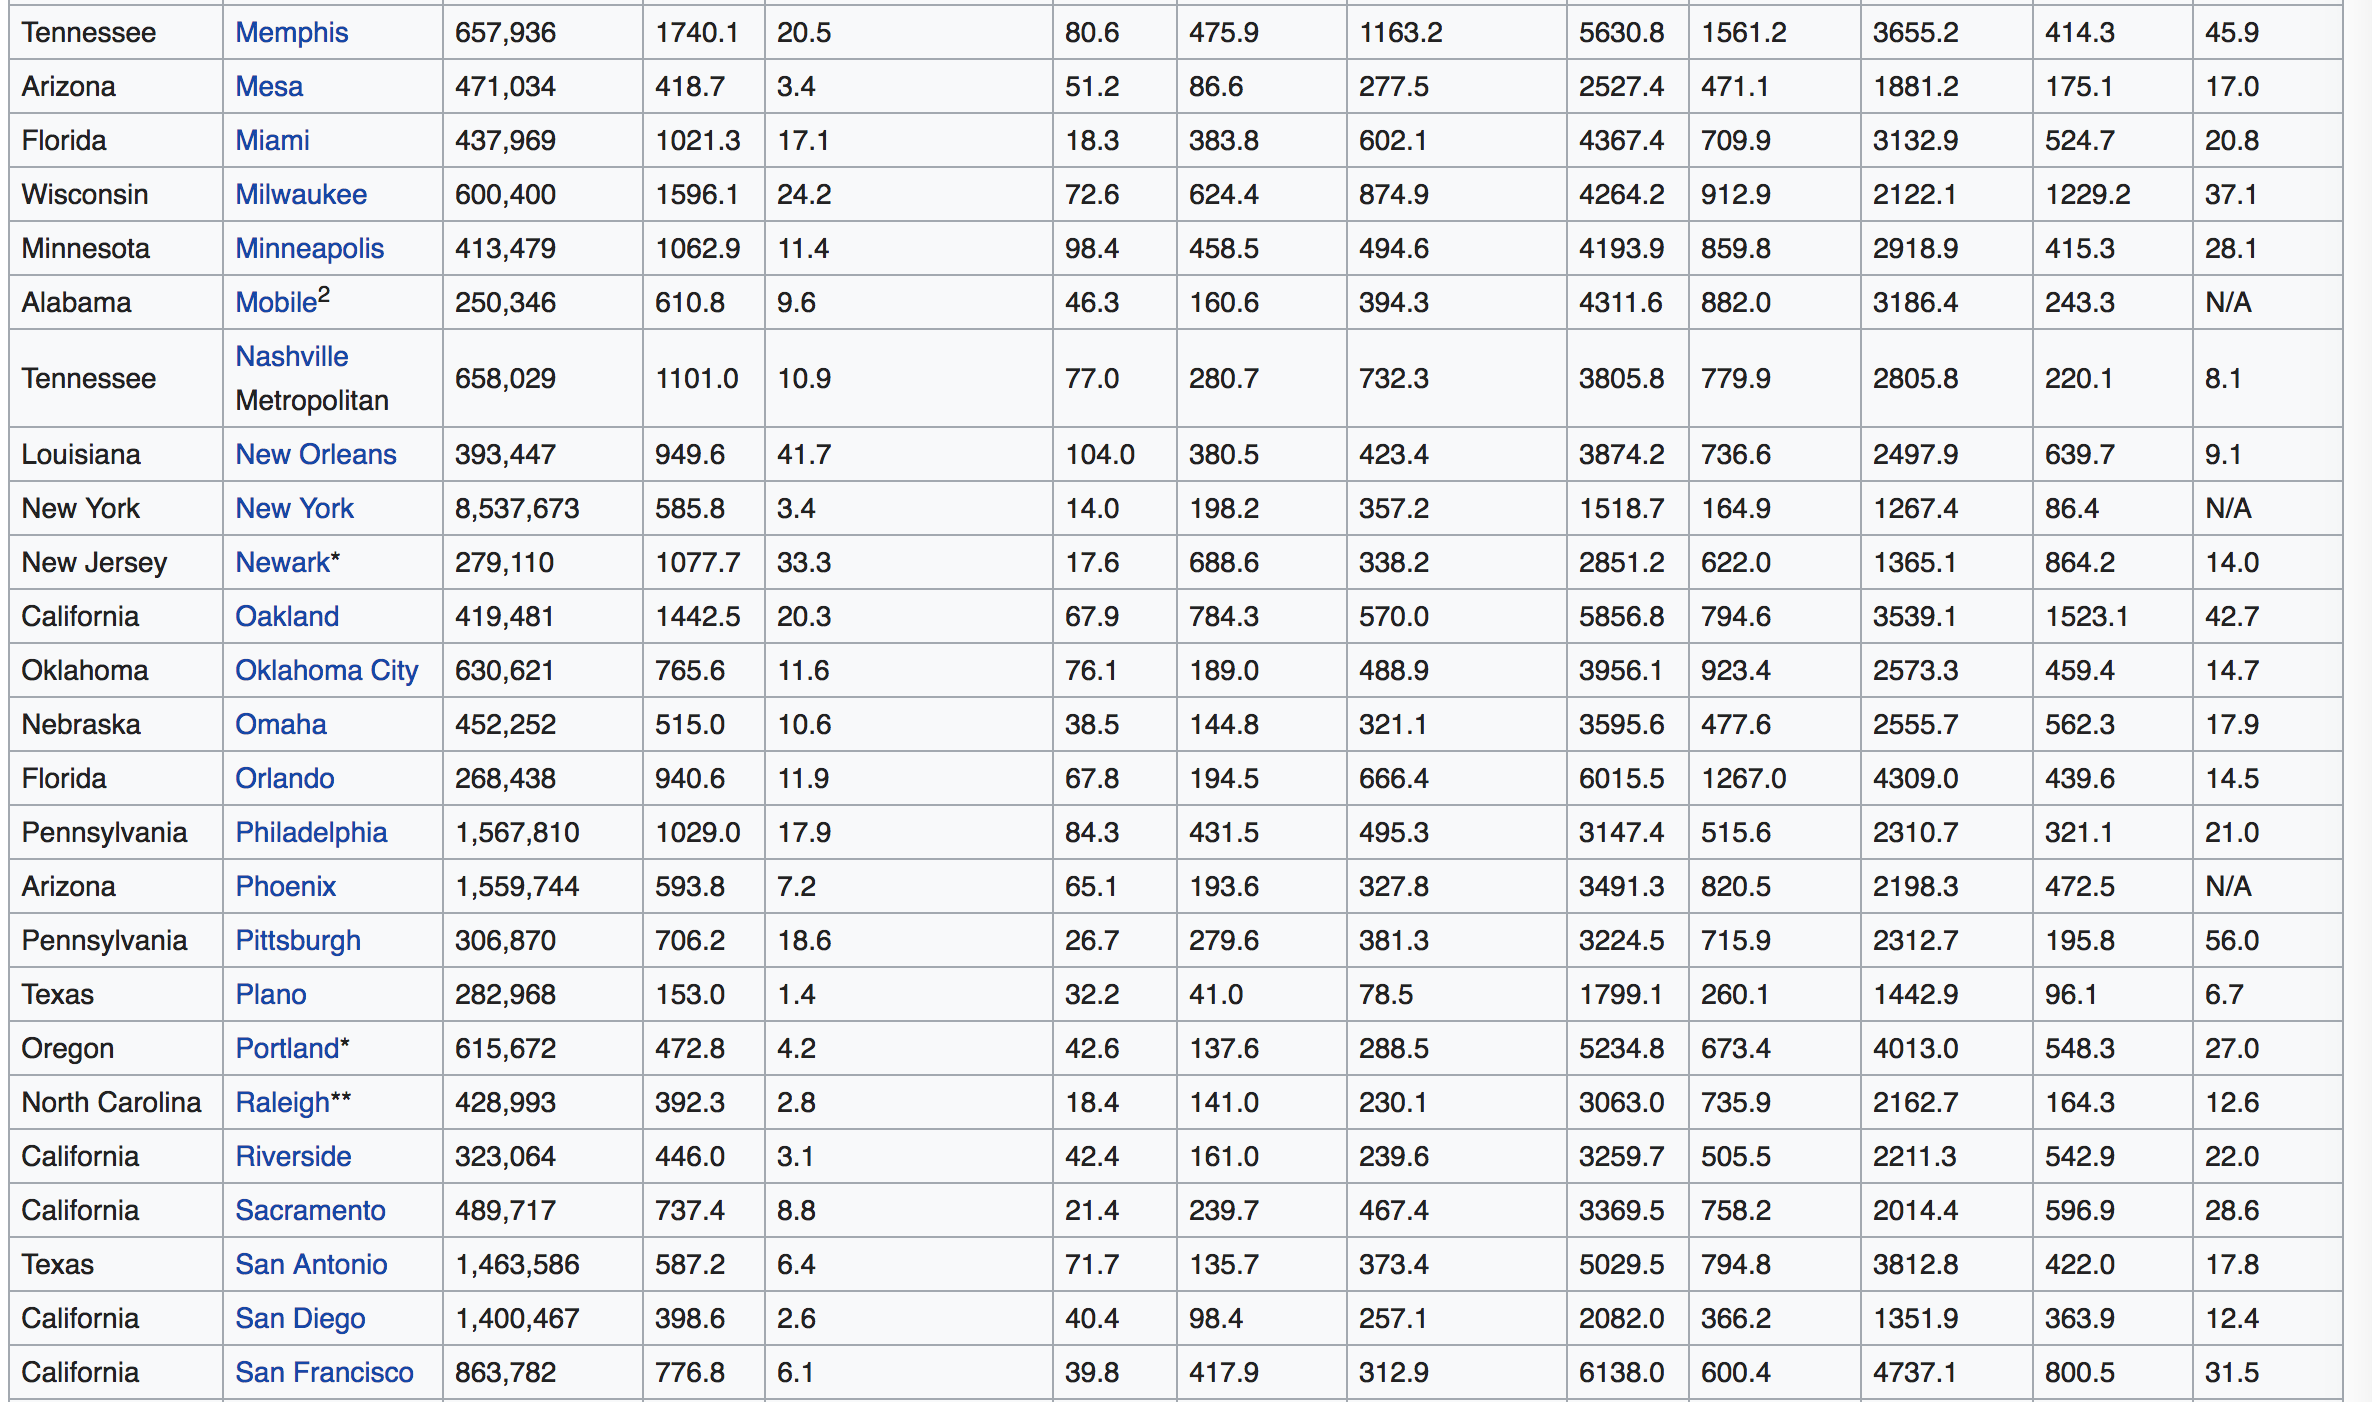 Tennessee Memphis 657,936 1740.1 20.5 80.6 475.9 1163.2 5630.8 1561.2 3655.2 414.3 45.9
Arizona Mesa 471,034 418.7 3.4 51.2 86.6 277.5 2527.4 471.1 1881.2 175.1 17.0
Florida Miami 437,969 1021.3 17.1 18.3 383.8 602.1 4367.4 709.9 3132.9 524.7 20.8
Wisconsin Milwaukee 600,400 1596.1 24.2 72.6 624.4 874.9 4264.2 912.9 2122.1 1229.2 37.1
Minnesota Minneapolis 413,479 1062.9 11.4 98.4 458.5 494.6 4193.9 859.8 2918.9 415.3 28.1
Alabama Mobile² 250,346 610.8 9.6 46.3 160.6 394.3 4311.6 882.0 3186.4 243.3 N/A
Tennessee Nashville
Metropolitan 658,029 1101.0 10.9 77.0 280.7 732.3 3805.8 779.9 2805.8 220.1 8.1
Louisiana New Orleans 393,447 949.6 41.7 104.0 380.5 423.4 3874.2 736.6 2497.9 639.7 9.1
New York New York 8,537,673 585.8 3.4 14.0 198.2 357.2 1518.7 164.9 1267.4 86.4 N/A
New Jersey Newark* 279,110 1077.7 33.3 17.6 688.6 338.2 2851.2 622.0 1365.1 864.2 14.0
California Oakland 419,481 1442.5 20.3 67.9 784.3 570.0 5856.8 794.6 3539.1 1523.1 42.7
Oklahoma Oklahoma City 630,621 765.6 11.6 76.1 189.0 488.9 3956.1 923.4 2573.3 459.4 14.7
Nebraska Omaha 452,252 515.0 10.6 38.5 144.8 321.1 3595.6 477.6 2555.7 562.3 17.9
Florida Orlando 268,438 940.6 11.9 67.8 194.5 666.4 6015.5 1267.0 4309.0 439.6 14.5
Pennsylvania Philadelphia 1,567,810 1029.0 17.9 84.3 431.5 495.3 3147.4 515.6 2310.7 321.1 21.0
Arizona Phoenix 1,559,744 593.8 7.2 65.1 193.6 327.8 3491.3 820.5 2198.3 472.5 N/A
Pennsylvania Pittsburgh 306,870 706.2 18.6 26.7 279.6 381.3 3224.5 715.9 2312.7 195.8 56.0
Texas Plano 282,968 153.0 1.4 32.2 41.0 78.5 1799.1 260.1 1442.9 96.1 6.7
Oregon Portland* 615,672 472.8 4.2 42.6 137.6 288.5 5234.8 673.4 4013.0 548.3 27.0
North Carolina Raleigh** 428,993 392.3 2.8 18.4 141.0 230.1 3063.0 735.9 2162.7 164.3 12.6
California Riverside 323,064 446.0 3.1 42.4 161.0 239.6 3259.7 505.5 2211.3 542.9 22.0
California Sacramento 489,717 737.4 8.8 21.4 239.7 467.4 3369.5 758.2 2014.4 596.9 28.6
Texas San Antonio 1,463,586 587.2 6.4 71.7 135.7 373.4 5029.5 794.8 3812.8 422.0 17.8
California San Diego 1,400,467 398.6 2.6 40.4 98.4 257.1 2082.0 366.2 1351.9 363.9 12.4
California San Francisco 863,782 776.8 6.1 39.8 417.9 312.9 6138.0 600.4 4737.1 800.5 31.5